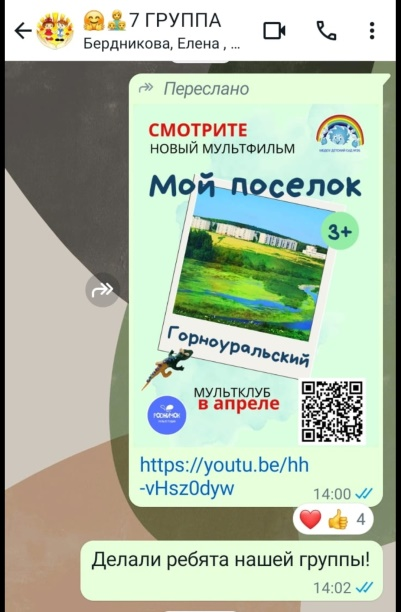 7 ГРУППА
Бердникова, Елена , ...
Переслано
СМОТРИТЕ
НОВЫЙ МУЛЬТФИЛЬМ
Мой поселок
3+
Горноуральский
МУЛЬТКЛУБ
в апреле
https://youtu.be/hh
-vHsz0dyw
14:00
4
Делали ребята нашей группы!
14:02